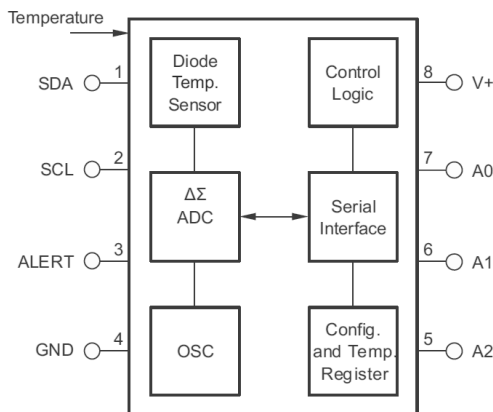 Temperature
SDA
1
Diode
Temp.
Sensor
Control
Logic
8
V+
SCL
2
ΔΣ
ADC
Serial
Interface
7
A0
ALERT
3
6
A1
GND
4
OSC
Config.
and Temp.
Register
5
A2